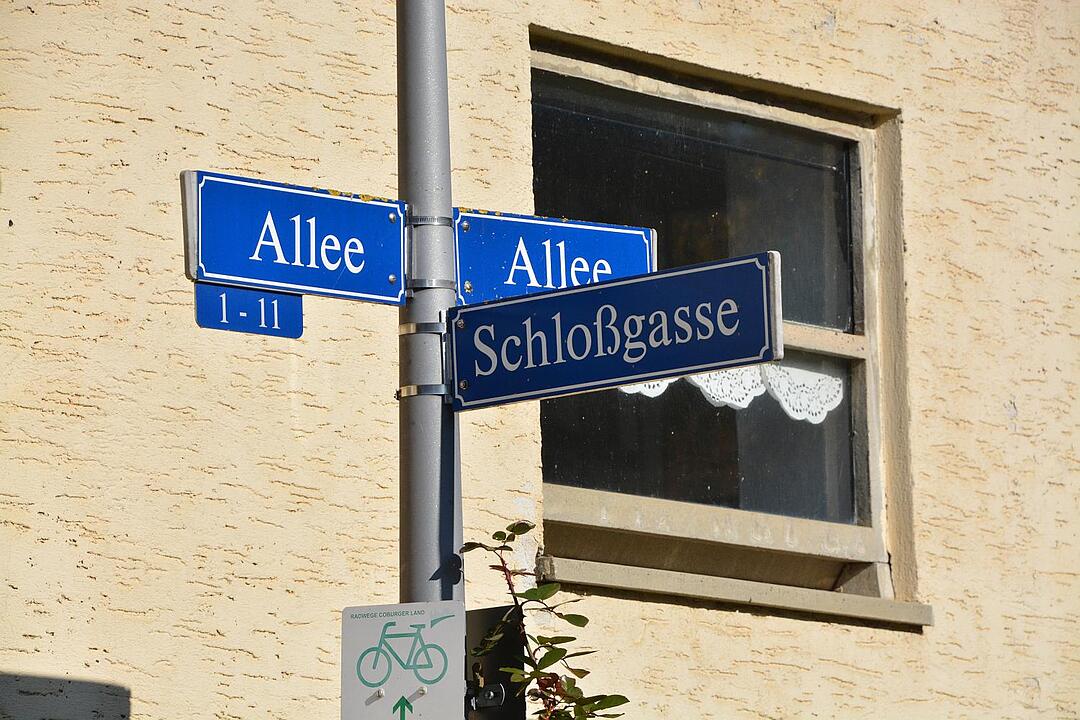 Allee
1 - 11
Allee
Schloßgasse
RADWEGE COBURGER LAND